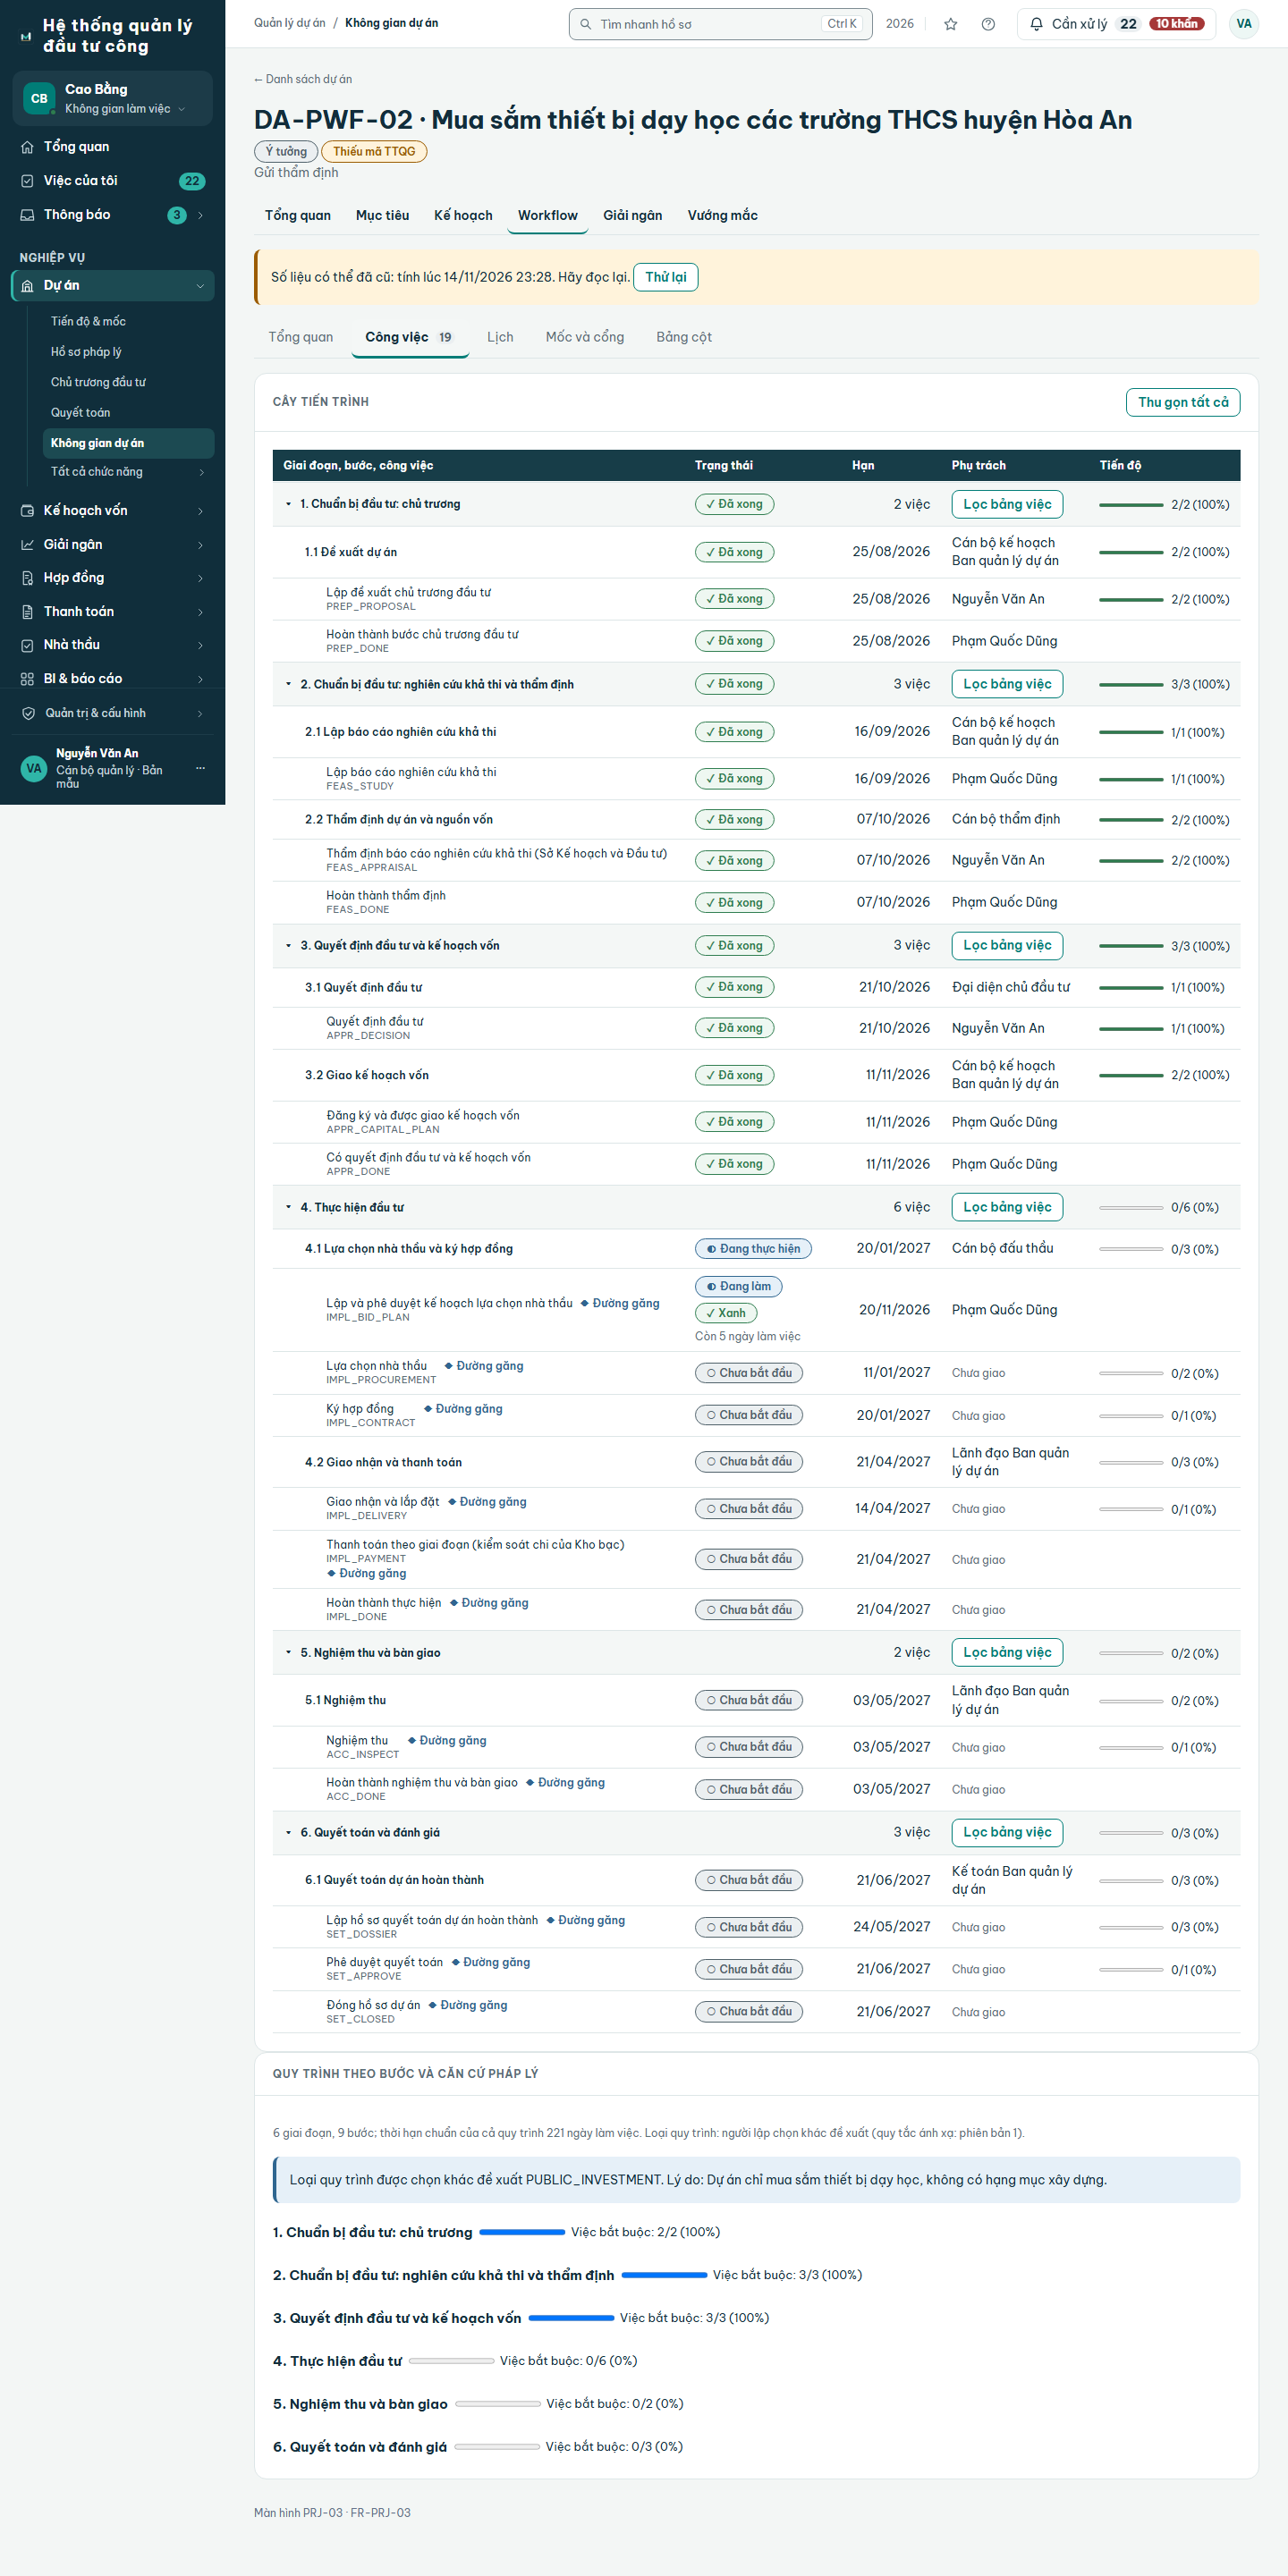 Hệ thống quản lý
đầu tư công
CB
Cao Bằng
Không gian làm việc
Tổng quan
Việc của tôi 22
Thông báo 3
NGHIỆP VỤ
Dự án
Tiến độ & mốc
Hồ sơ pháp lý
Chủ trương đầu tư
Quyết toán
Không gian dự án
Tất cả chức năng
Kế hoạch vốn
Giải ngân
Hợp đồng
Thanh toán
Nhà thầu
BI & báo cáo
Quản trị & cấu hình
VA
Nguyễn Văn An
Cán bộ quản lý · Bản
mẫu
Quản lý dự án / Không gian dự án
Tìm nhanh hồ sơ Ctrl K
2026
Cần xử lý 22 10 khẩn
VA
← Danh sách dự án
DA-PWF-02 · Mua sắm thiết bị dạy học các trường THCS huyện Hòa An
Ý tưởng Thiếu mã TTQG
Gửi thẩm định
Tổng quan Mục tiêu Kế hoạch Workflow Giải ngân Vướng mắc
Số liệu có thể đã cũ: tính lúc 14/11/2026 23:28. Hãy đọc lại. Thử lại
Tổng quan Công việc 19 Lịch Mốc và cổng Bảng cột
CÂY TIẾN TRÌNH Thu gọn tất cả
Giai đoạn, bước, công việc Trạng thái Hạn Phụ trách Tiến độ
1. Chuẩn bị đầu tư: chủ trương ✓ Đã xong 2 việc Lọc bảng việc 2/2 (100%)
1.1 Đề xuất dự án ✓ Đã xong 25/08/2026 Cán bộ kế hoạch Ban quản lý dự án 2/2 (100%)
Lập đề xuất chủ trương đầu tư ✓ Đã xong 25/08/2026 Nguyễn Văn An 2/2 (100%)
PREP_PROPOSAL
Hoàn thành bước chủ trương đầu tư ✓ Đã xong 25/08/2026 Phạm Quốc Dũng
PREP_DONE
2. Chuẩn bị đầu tư: nghiên cứu khả thi và thẩm định ✓ Đã xong 3 việc Lọc bảng việc 3/3 (100%)
2.1 Lập báo cáo nghiên cứu khả thi ✓ Đã xong 16/09/2026 Cán bộ kế hoạch Ban quản lý dự án 1/1 (100%)
Lập báo cáo nghiên cứu khả thi ✓ Đã xong 16/09/2026 Phạm Quốc Dũng 1/1 (100%)
FEAS_STUDY
2.2 Thẩm định dự án và nguồn vốn ✓ Đã xong 07/10/2026 Cán bộ thẩm định 2/2 (100%)
Thẩm định báo cáo nghiên cứu khả thi (Sở Kế hoạch và Đầu tư) ✓ Đã xong 07/10/2026 Nguyễn Văn An 2/2 (100%)
FEAS_APPRAISAL
Hoàn thành thẩm định ✓ Đã xong 07/10/2026 Phạm Quốc Dũng
FEAS_DONE
3. Quyết định đầu tư và kế hoạch vốn ✓ Đã xong 3 việc Lọc bảng việc 3/3 (100%)
3.1 Quyết định đầu tư ✓ Đã xong 21/10/2026 Đại diện chủ đầu tư 1/1 (100%)
Quyết định đầu tư ✓ Đã xong 21/10/2026 Nguyễn Văn An 1/1 (100%)
APPR_DECISION
3.2 Giao kế hoạch vốn ✓ Đã xong 11/11/2026 Cán bộ kế hoạch Ban quản lý dự án 2/2 (100%)
Đăng ký và được giao kế hoạch vốn ✓ Đã xong 11/11/2026 Phạm Quốc Dũng
APPR_CAPITAL_PLAN
Có quyết định đầu tư và kế hoạch vốn ✓ Đã xong 11/11/2026 Phạm Quốc Dũng
APPR_DONE
4. Thực hiện đầu tư 6 việc Lọc bảng việc 0/6 (0%)
4.1 Lựa chọn nhà thầu và ký hợp đồng Đang thực hiện 20/01/2027 Cán bộ đấu thầu 0/3 (0%)
Lập và phê duyệt kế hoạch lựa chọn nhà thầu ◆ Đường găng Đang làm ✓ Xanh Còn 5 ngày làm việc 20/11/2026 Phạm Quốc Dũng
IMPL_BID_PLAN
Lựa chọn nhà thầu ◆ Đường găng Chưa bắt đầu 11/01/2027 Chưa giao 0/2 (0%)
IMPL_PROCUREMENT
Ký hợp đồng ◆ Đường găng Chưa bắt đầu 20/01/2027 Chưa giao 0/1 (0%)
IMPL_CONTRACT
4.2 Giao nhận và thanh toán Chưa bắt đầu 21/04/2027 Lãnh đạo Ban quản lý dự án 0/3 (0%)
Giao nhận và lắp đặt ◆ Đường găng Chưa bắt đầu 14/04/2027 Chưa giao 0/1 (0%)
IMPL_DELIVERY
Thanh toán theo giai đoạn (kiểm soát chi của Kho bạc) Chưa bắt đầu 21/04/2027 Chưa giao
IMPL_PAYMENT
◆ Đường găng
Hoàn thành thực hiện ◆ Đường găng Chưa bắt đầu 21/04/2027 Chưa giao
IMPL_DONE
5. Nghiệm thu và bàn giao 2 việc Lọc bảng việc 0/2 (0%)
5.1 Nghiệm thu Chưa bắt đầu 03/05/2027 Lãnh đạo Ban quản lý dự án 0/2 (0%)
Nghiệm thu ◆ Đường găng Chưa bắt đầu 03/05/2027 Chưa giao 0/1 (0%)
ACC_INSPECT
Hoàn thành nghiệm thu và bàn giao ◆ Đường găng Chưa bắt đầu 03/05/2027 Chưa giao
ACC_DONE
6. Quyết toán và đánh giá 3 việc Lọc bảng việc 0/3 (0%)
6.1 Quyết toán dự án hoàn thành Chưa bắt đầu 21/06/2027 Kế toán Ban quản lý dự án 0/3 (0%)
Lập hồ sơ quyết toán dự án hoàn thành ◆ Đường găng Chưa bắt đầu 24/05/2027 Chưa giao 0/3 (0%)
SET_DOSSIER
Phê duyệt quyết toán ◆ Đường găng Chưa bắt đầu 21/06/2027 Chưa giao 0/1 (0%)
SET_APPROVE
Đóng hồ sơ dự án ◆ Đường găng Chưa bắt đầu 21/06/2027 Chưa giao
SET_CLOSED
QUY TRÌNH THEO BƯỚC VÀ CĂN CỨ PHÁP LÝ
6 giai đoạn, 9 bước; thời hạn chuẩn của cả quy trình 221 ngày làm việc. Loại quy trình: người lập chọn khác đề xuất (quy tắc ánh xạ: phiên bản 1).
Loại quy trình được chọn khác đề xuất PUBLIC_INVESTMENT. Lý do: Dự án chỉ mua sắm thiết bị dạy học, không có hạng mục xây dựng.
1. Chuẩn bị đầu tư: chủ trương Việc bắt buộc: 2/2 (100%)
2. Chuẩn bị đầu tư: nghiên cứu khả thi và thẩm định Việc bắt buộc: 3/3 (100%)
3. Quyết định đầu tư và kế hoạch vốn Việc bắt buộc: 3/3 (100%)
4. Thực hiện đầu tư Việc bắt buộc: 0/6 (0%)
5. Nghiệm thu và bàn giao Việc bắt buộc: 0/2 (0%)
6. Quyết toán và đánh giá Việc bắt buộc: 0/3 (0%)
Màn hình PRJ-03 · FR-PRJ-03